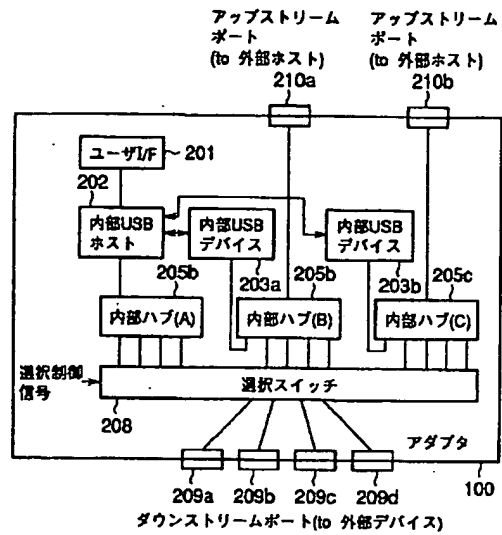 アップストリーム
ポート
(to 外部ホスト)
210a
アップストリーム
ポート
(to 外部ホスト)
210b
ユーザI/F
201
202
内部USB
ホスト
内部USB
デバイス
203a
内部USB
デバイス
203b
205b
内部ハブ(A)
205b
内部ハブ(B)
205c
内部ハブ(C)
選択制御
信号
選択スイッチ
208
アダプタ
100
209a
209b
209c
209d
ダウンストリームポート(to 外部デバイス)